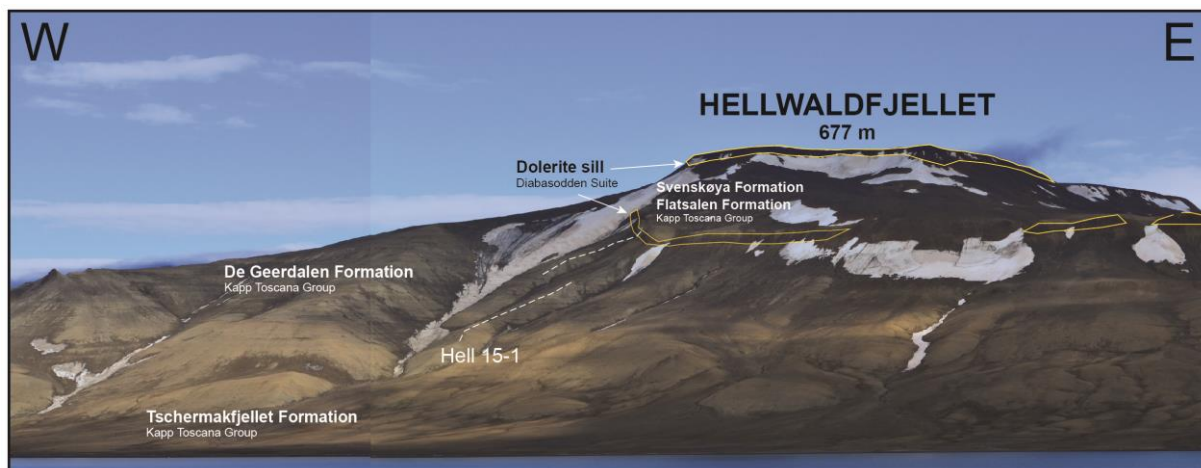 W
E
HELLWALDFJELLET
677 m
Dolerite sill
Diabasodden Suite
Svenskøya Formation
Flatsalen Formation
Kapp Toscana Group
De Geerdalen Formation
Kapp Toscana Group
Hell 15-1
Tschermakfjellet Formation
Kapp Toscana Group